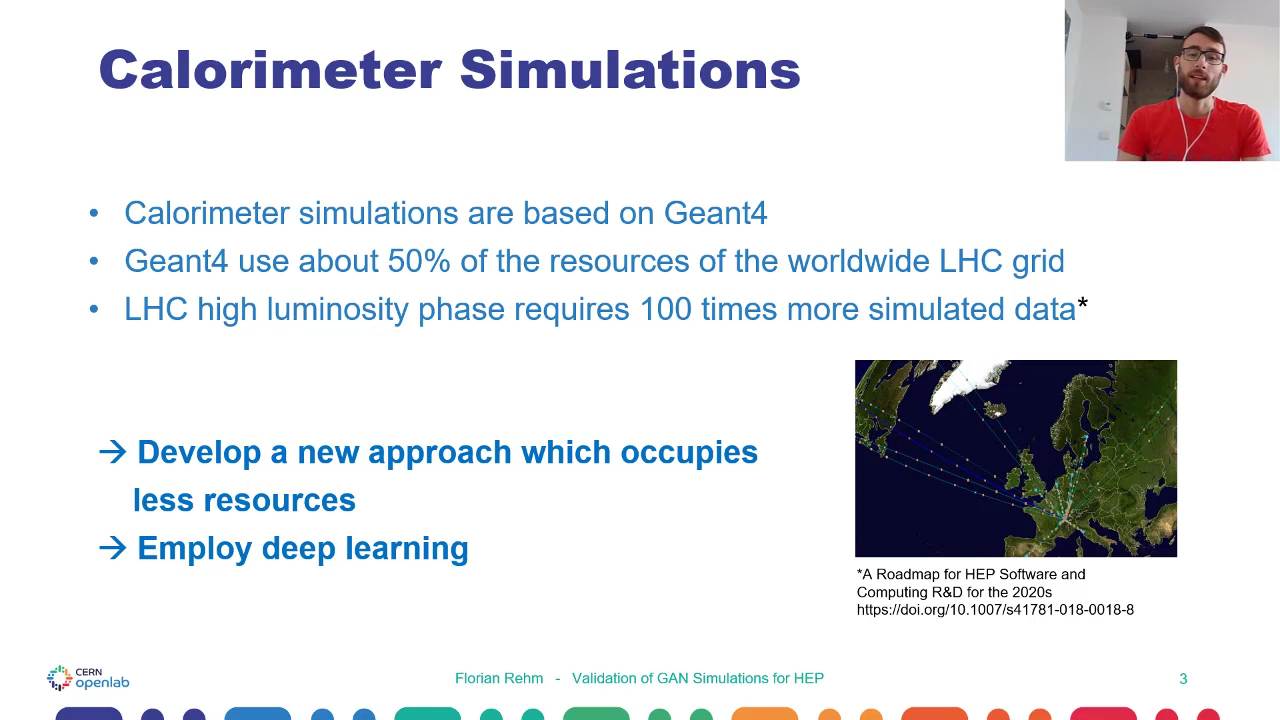 Calorimeter Simulations
• Calorimeter simulations are based on Geant4
• Geant4 use about 50% of the resources of the worldwide LHC grid
• LHC high luminosity phase requires 100 times more simulated data*
→ Develop a new approach which occupies
less resources
→ Employ deep learning
*A Roadmap for HEP Software and
Computing R&D for the 2020s
https://doi.org/10.1007/s41781-018-0018-8
CERN
openlab
Florian Rehm - Validation of GAN Simulations for HEP
3